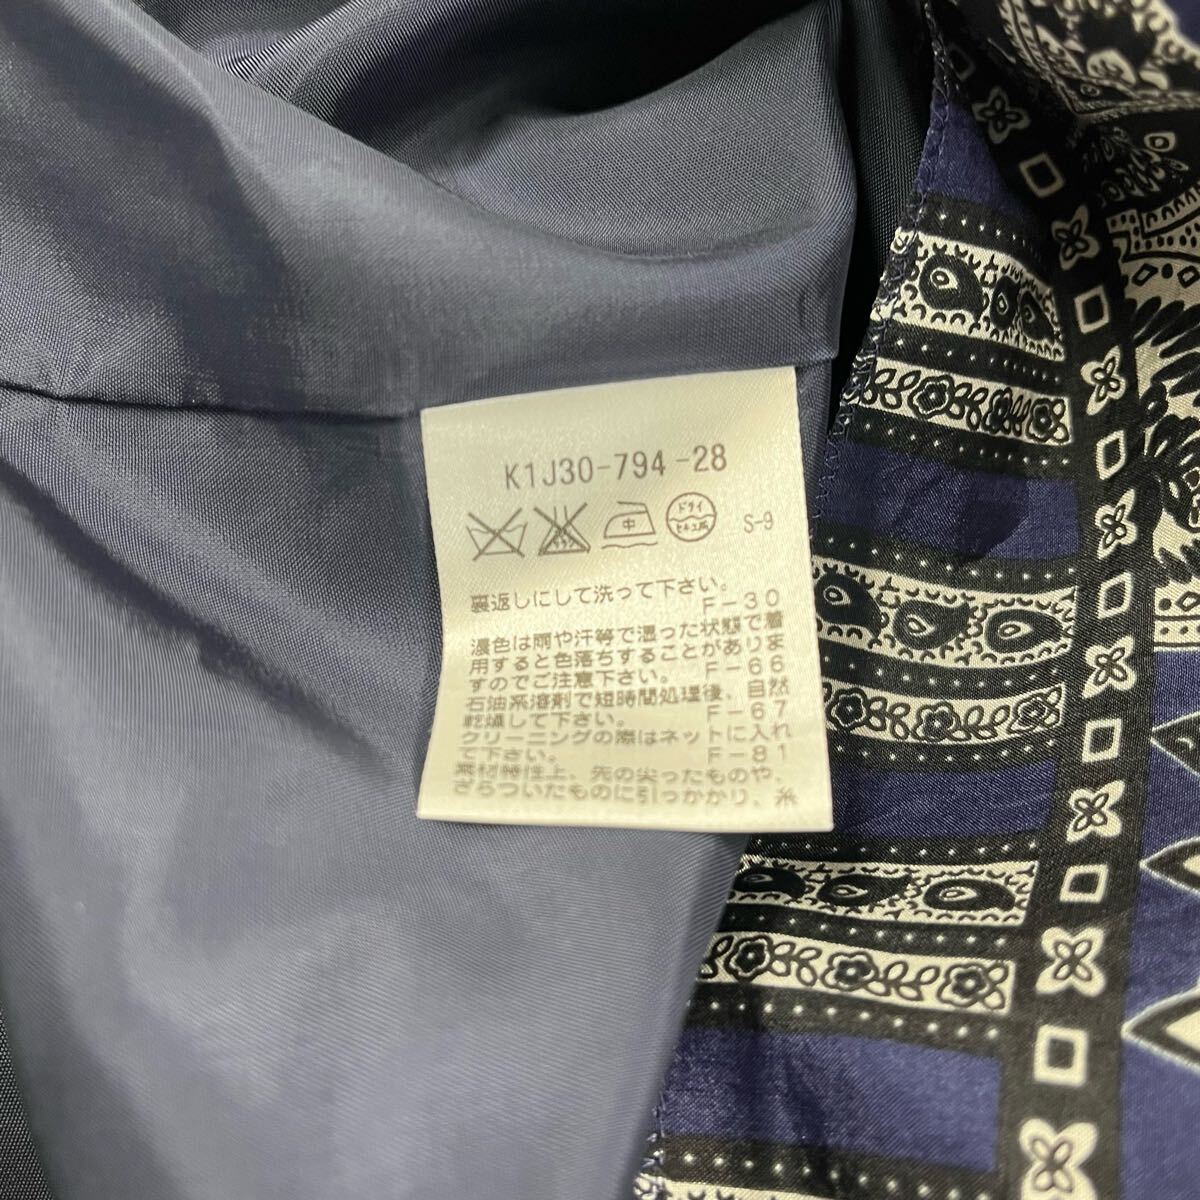 K1J30-794-28
エンソ
サラシ
中
ドライ
セキユ系
S-9
裏返しにして洗って下さい。
F-30
濃色は雨や汗等で湿った状態で着
用すると色落ちすることがありま
すのでご注意下さい。 F-66
石油系溶剤で短時間処理後、自然
乾燥して下さい。 F-67
クリーニングの際はネットに入れ
て下さい。 F-81
素材特性上、先の尖ったものや、
ざらついたものに引っかかり、糸